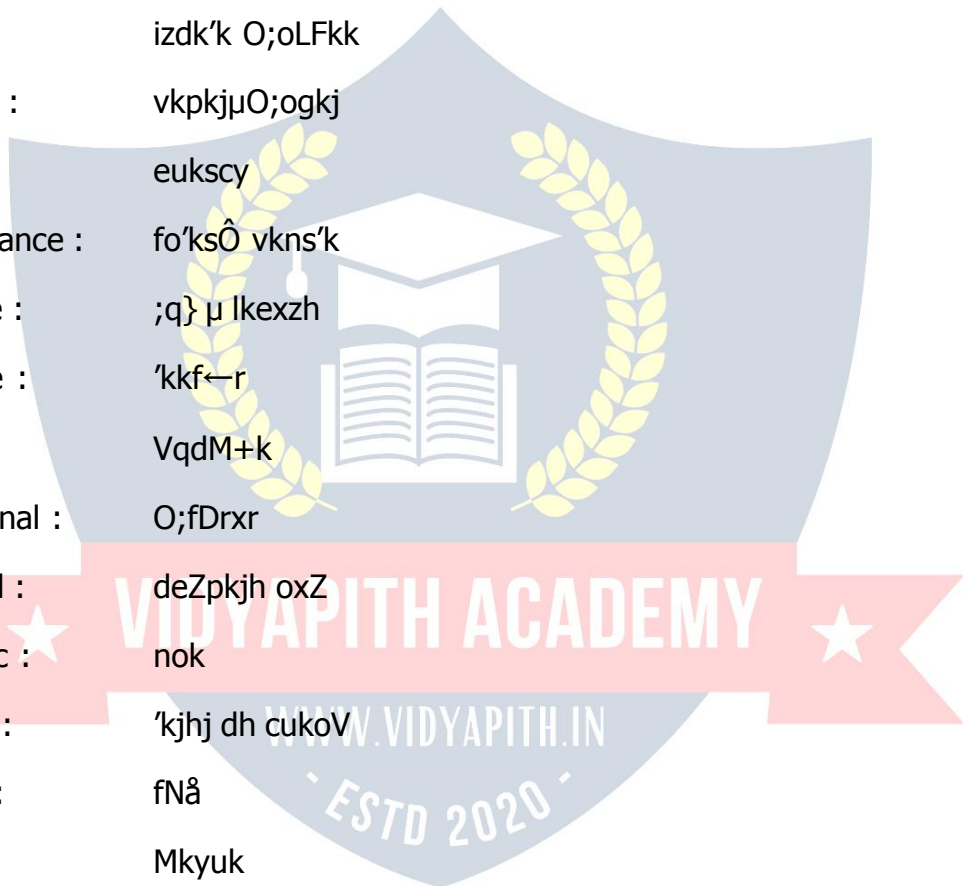 izdk'k O;oLFkk
: vkpkjµO;ogkj
eukscy
ance : fo'ksÔ vkns'k
e : ;q} µ lkexzh
e : 'kkf←r
VqdM+k
nal : O;fDrxr
l : deZpkjh oxZ
c : nok
: 'kjhj dh cukoV
: fNå
Mkyuk
VIDYAPITH ACADEMY
WWW.VIDYAPITH.IN
- ESTD 2020 -